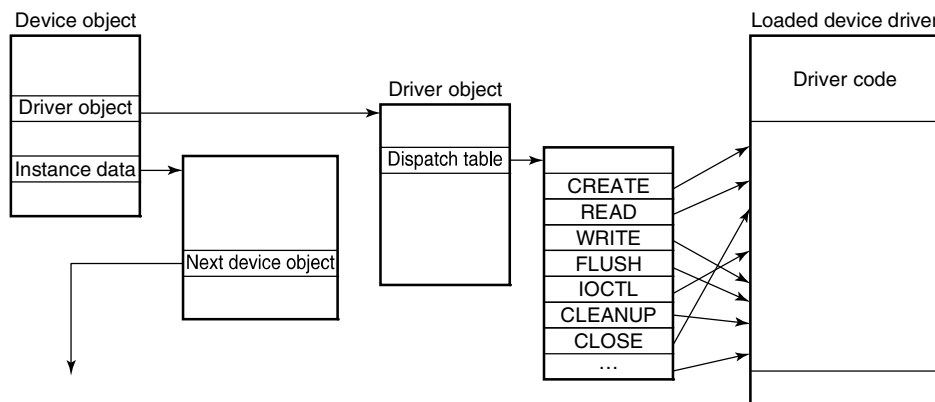 Device object
Loaded device driver
Driver code
Driver object
Driver object
Dispatch table
Instance data
CREATE
READ
WRITE
Next device object
FLUSH
IOCTL
CLEANUP
CLOSE
…